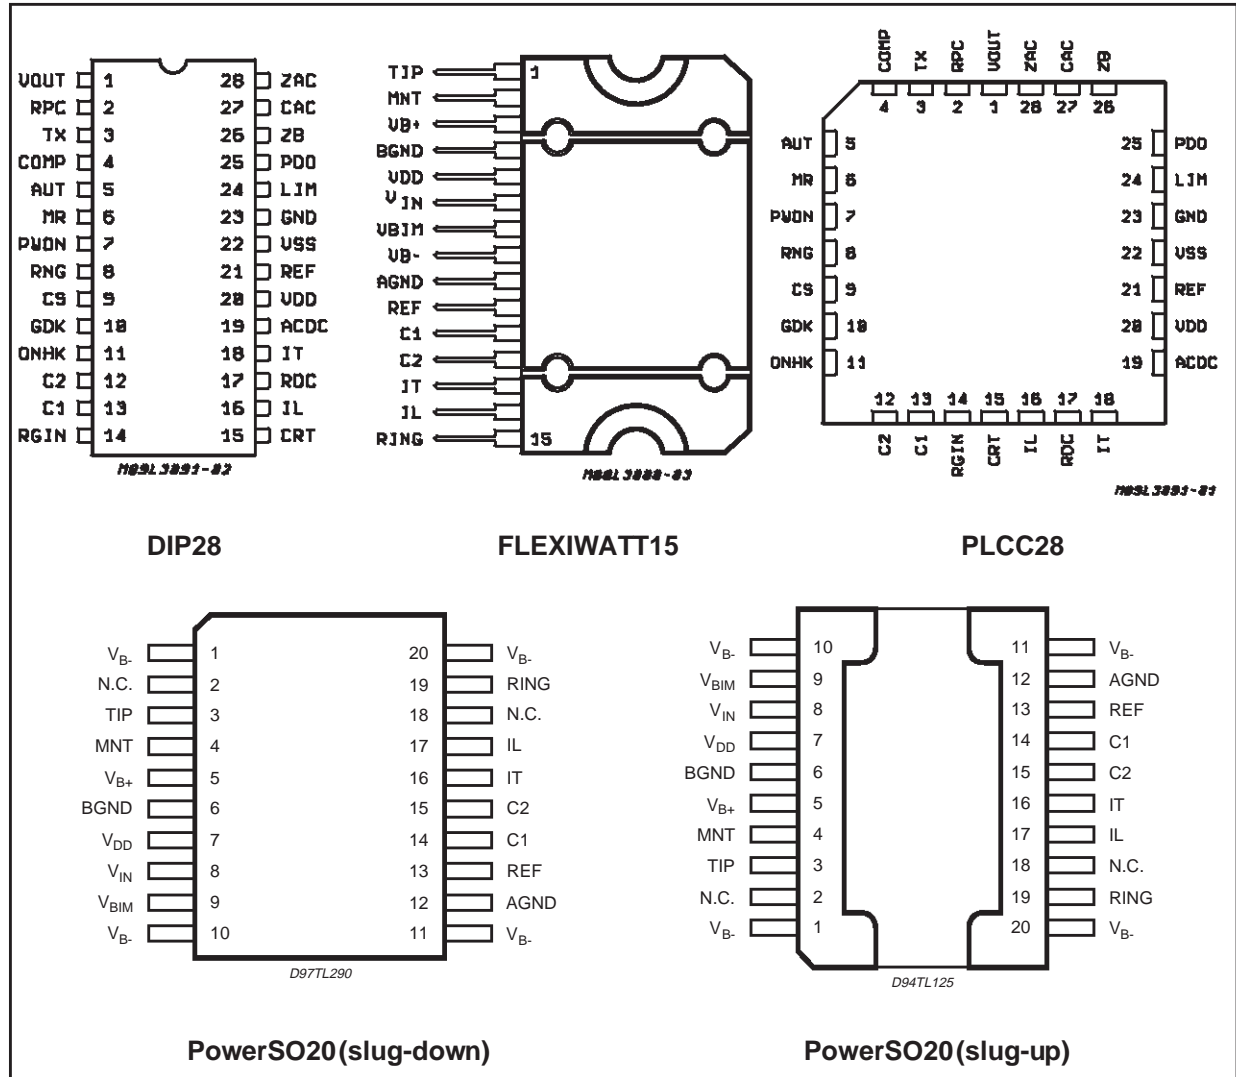 VOUT 1 28 ZAC
RPC 2 27 CAC
TX 3 26 ZB
COMP 4 25 PDO
AUT 5 24 LIM
MR 6 23 GND
PWON 7 22 VSS
RNG 8 21 REF
CS 9 20 VDD
GDK 10 19 ACDC
ONHK 11 18 IT
C2 12 17 RDC
C1 13 16 IL
RGIN 14 15 CRT
M09L3091-02
DIP28
TIP 1
MNT
VB+
BGND
VDD
VIN
VBIM
VB-
AGND
REF
C1
C2
IT
IL
RING 15
M08L3000-03
FLEXIWATT15
COMP TX RPC VOUT ZAC CAC ZB
4 3 2 1 28 27 26
AUT 5 25 PDO
MR 6 24 LIM
PWON 7 23 GND
RNG 8 22 VSS
CS 9 21 REF
GDK 10 20 VDD
ONHK 11 19 ACDC
12 13 14 15 16 17 18
C2 C1 RGIN CRT IL RDC IT
M09L3091-01
PLCC28
VB- 1 20 VB-
N.C. 2 19 RING
TIP 3 18 N.C.
MNT 4 17 IL
VB+ 5 16 IT
BGND 6 15 C2
VDD 7 14 C1
VIN 8 13 REF
VBIM 9 12 AGND
VB- 10 11 VB-
D97TL290
PowerSO20(slug-down)
VB- 10 11 VB-
VBIM 9 12 AGND
VIN 8 13 REF
VDD 7 14 C1
BGND 6 15 C2
VB+ 5 16 IT
MNT 4 17 IL
TIP 3 18 N.C.
N.C. 2 19 RING
VB- 1 20 VB-
D94TL125
PowerSO20(slug-up)